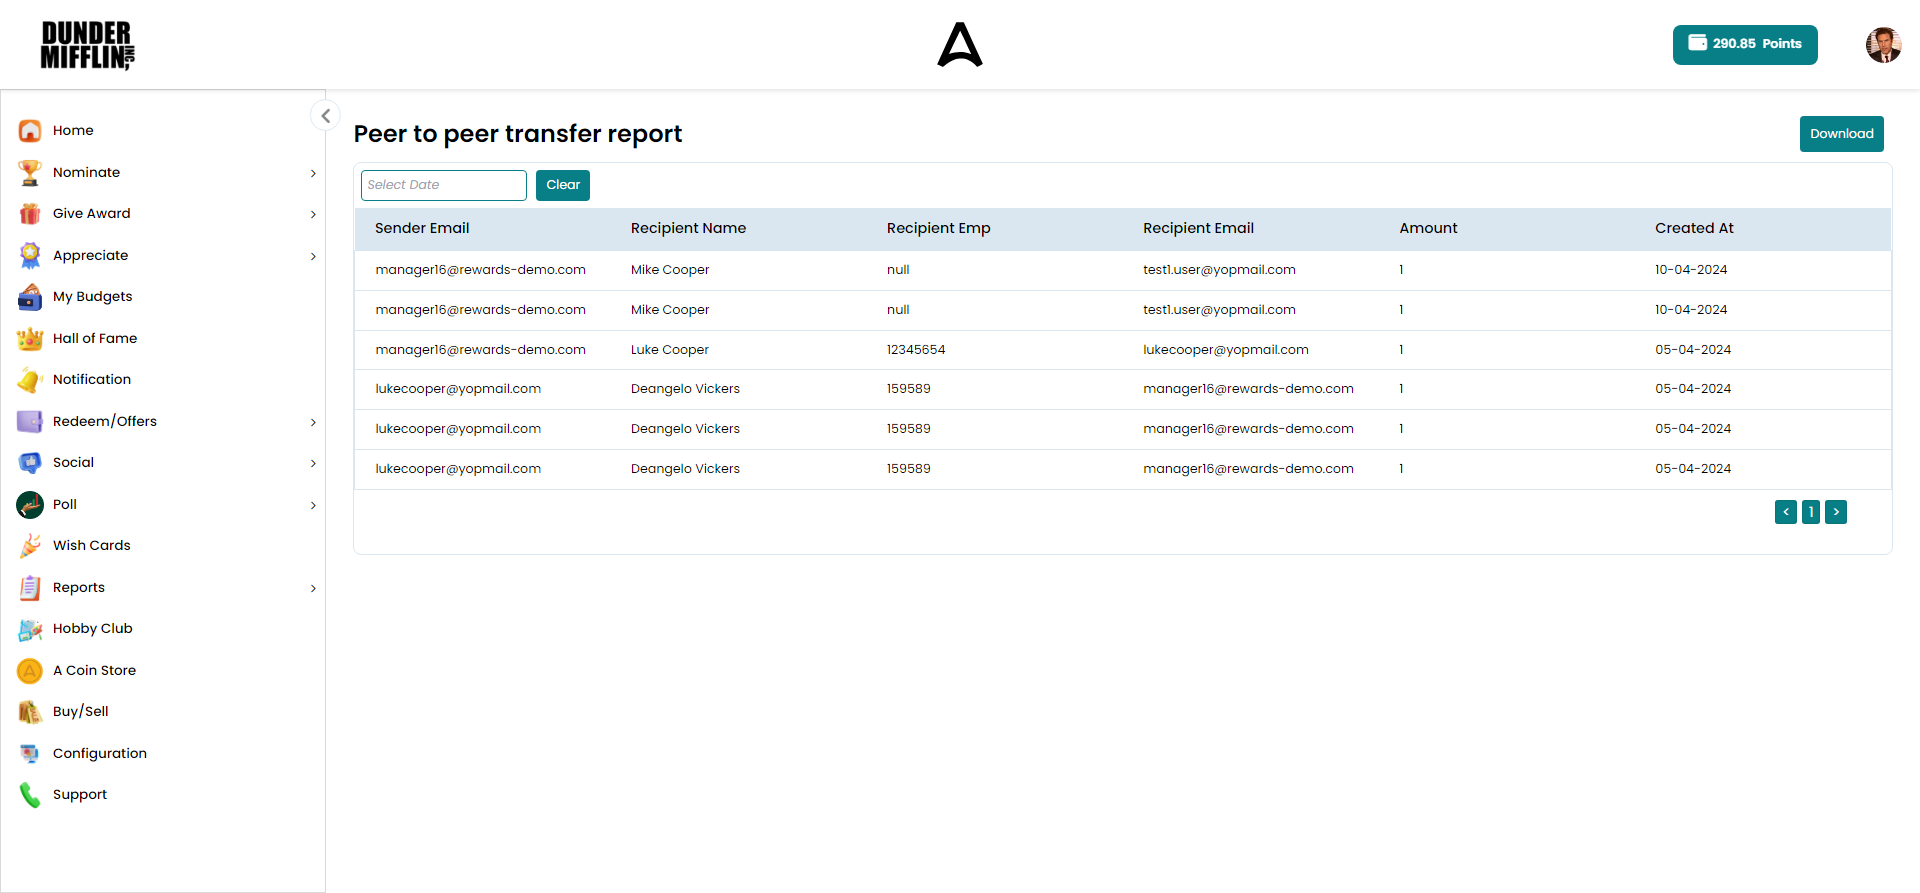 DUNDER
MIFFLIN INC,
290.85 Points
Home
Nominate
Give Award
Appreciate
My Budgets
Hall of Fame
Notification
Redeem/Offers
Social
Poll
Wish Cards
Reports
Hobby Club
A Coin Store
Buy/Sell
Configuration
Support
Peer to peer transfer report
Download
Select Date Clear
Sender Email Recipient Name Recipient Emp Recipient Email Amount Created At
manager16@rewards-demo.com Mike Cooper null test1.user@yopmail.com 1 10-04-2024
manager16@rewards-demo.com Mike Cooper null test1.user@yopmail.com 1 10-04-2024
manager16@rewards-demo.com Luke Cooper 12345654 lukecooper@yopmail.com 1 05-04-2024
lukecooper@yopmail.com Deangelo Vickers 159589 manager16@rewards-demo.com 1 05-04-2024
lukecooper@yopmail.com Deangelo Vickers 159589 manager16@rewards-demo.com 1 05-04-2024
lukecooper@yopmail.com Deangelo Vickers 159589 manager16@rewards-demo.com 1 05-04-2024
< 1 >